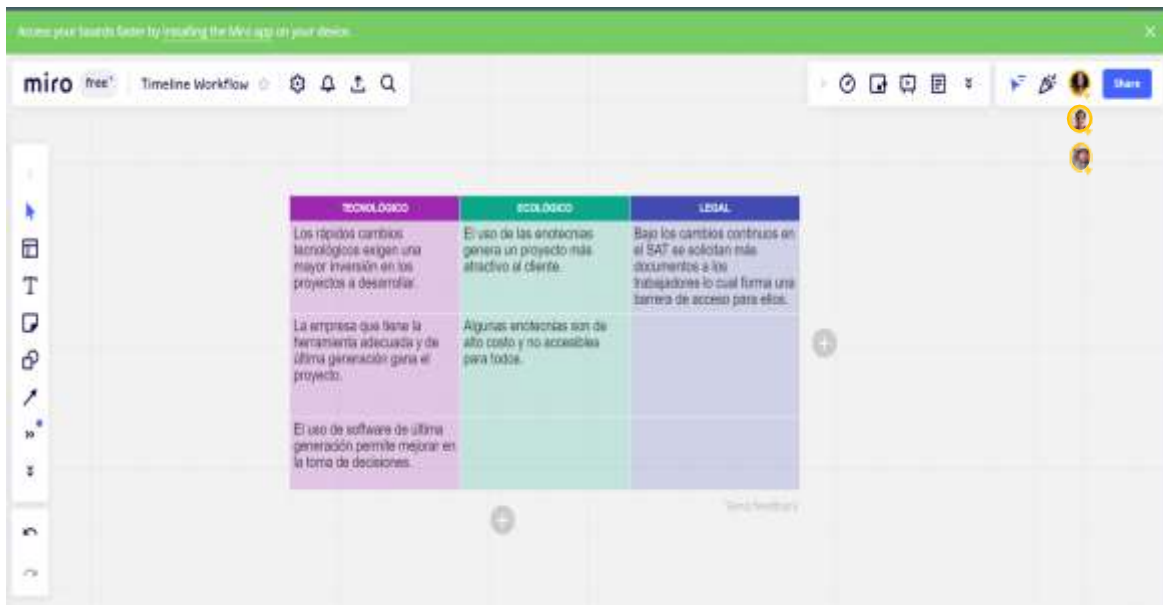 Access your boards faster by installing the Miro app on your device.
miro free Timeline Workflow
Share
TECNOLÓGICO
ECOLÓGICO
LEGAL
Los rápidos cambios
tecnológicos exigen una
mayor inversión en los
proyectos a desarrollar.
El uso de las enotecnias
genera un proyecto más
atractivo al cliente.
Bajo los cambios continuos en
el SAT se solicitan más
documentos a los
trabajadores lo cual forma una
barrera de acceso para ellos.
La empresa que tiene la
herramienta adecuada y de
última generación gana el
proyecto.
Algunas enotecnias son de
alto costo y no accesibles
para todos.
El uso de software de última
generación permite mejorar en
la toma de decisiones.
Send feedback